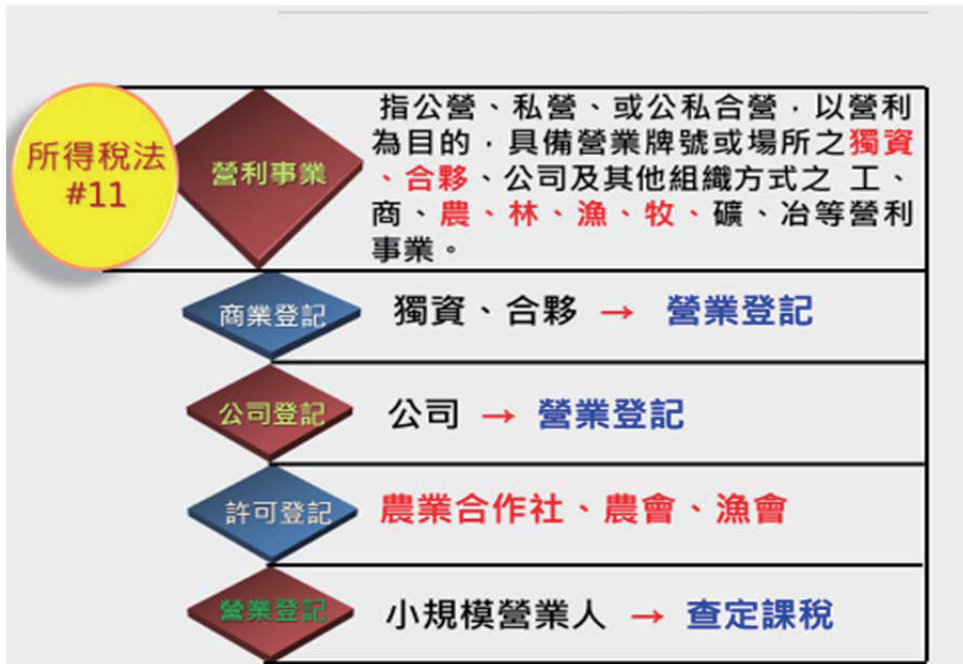 所得稅法
#11
營利事業
指公營、私營、或公私合營，以營利
為目的，具備營業牌號或場所之獨資
、合夥、公司及其他組織方式之 工、
商、農、林、漁、牧、礦、冶等營利
事業。
商業登記
獨資、合夥 → 營業登記
公司登記
公司 → 營業登記
許可登記
農業合作社、農會、漁會
營業登記
小規模營業人 → 查定課稅